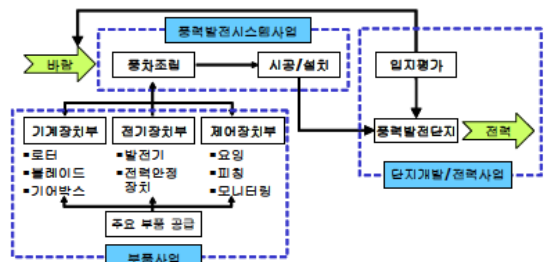 풍력발전시스템사업
바람
풍차조립
시공/설치
입지평가
기계장치부
전기장치부
제어장치부
풍력발전단지
전력
▪로터
▪블레이드
▪기어박스
▪발전기
▪전력안정
장치
▪요잉
▪피칭
▪모니터링
단지개발/전력사업
주요 부품 공급
부품사업